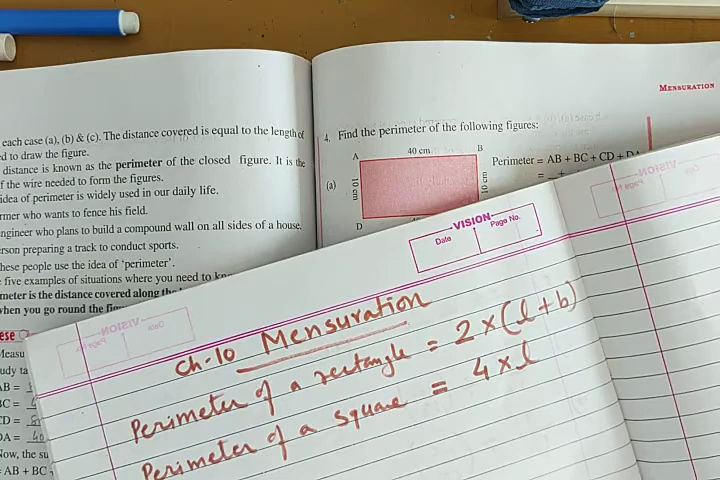 MENSURATION
each case (a), (b) & (c). The distance covered is equal to the length of
ed to draw the figure.
distance is known as the perimeter of the closed figure. It is the
f the wire needed to form the figures.
idea of perimeter is widely used in our daily life.
rmer who wants to fence his field.
ngineer who plans to build a compound wall on all sides of a house.
erson preparing a track to conduct sports.
hese people use the idea of 'perimeter'.
five examples of situations where you need to
meter is the distance covered along
when you go round the
4. Find the perimeter of the following figures:
A 40 cm B
(a) 10 cm 10 cm
D
Perimeter = AB + BC + CD + DA
= +
VISION
Date Page No.
Ch-10 Mensuration
Perimeter of a rectangle = 2 × (l + b)
Perimeter of a square = 4 × l
ese
Measu
udy ta
AB =
BC =
CD =
DA = 40
Now, the su
= AB + BC